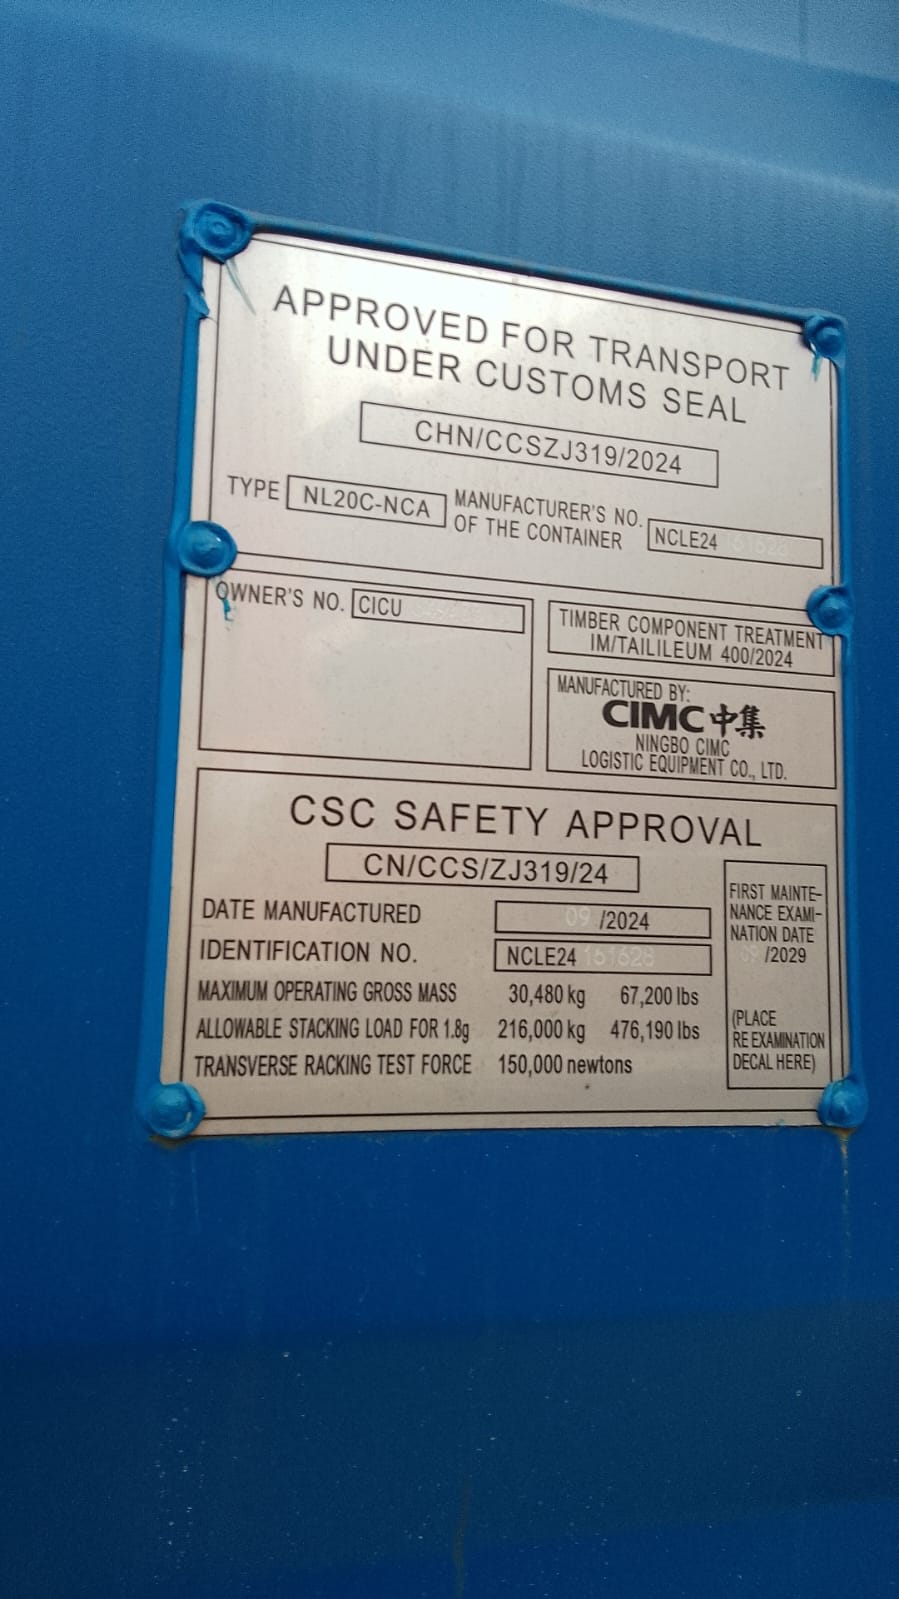 APPROVED FOR TRANSPORT
UNDER CUSTOMS SEAL
CHN/CCSZJ319/2024
TYPE NL20C-NCA MANUFACTURER'S NO.
OF THE CONTAINER NCLE24
OWNER'S NO. CICU
TIMBER COMPONENT TREATMENT
IM/TAILILEUM 400/2024
MANUFACTURED BY:
CIMC 中集
NINGBO CIMC
LOGISTIC EQUIPMENT CO., LTD.
CSC SAFETY APPROVAL
CN/CCS/ZJ319/24
DATE MANUFACTURED 09 /2024
IDENTIFICATION NO. NCLE24 161628
MAXIMUM OPERATING GROSS MASS 30,480 kg 67,200 lbs
ALLOWABLE STACKING LOAD FOR 1.8g 216,000 kg 476,190 lbs
TRANSVERSE RACKING TEST FORCE 150,000 newtons
FIRST MAINTE-
NANCE EXAMI-
NATION DATE
/2029
(PLACE
RE EXAMINATION
DECAL HERE)